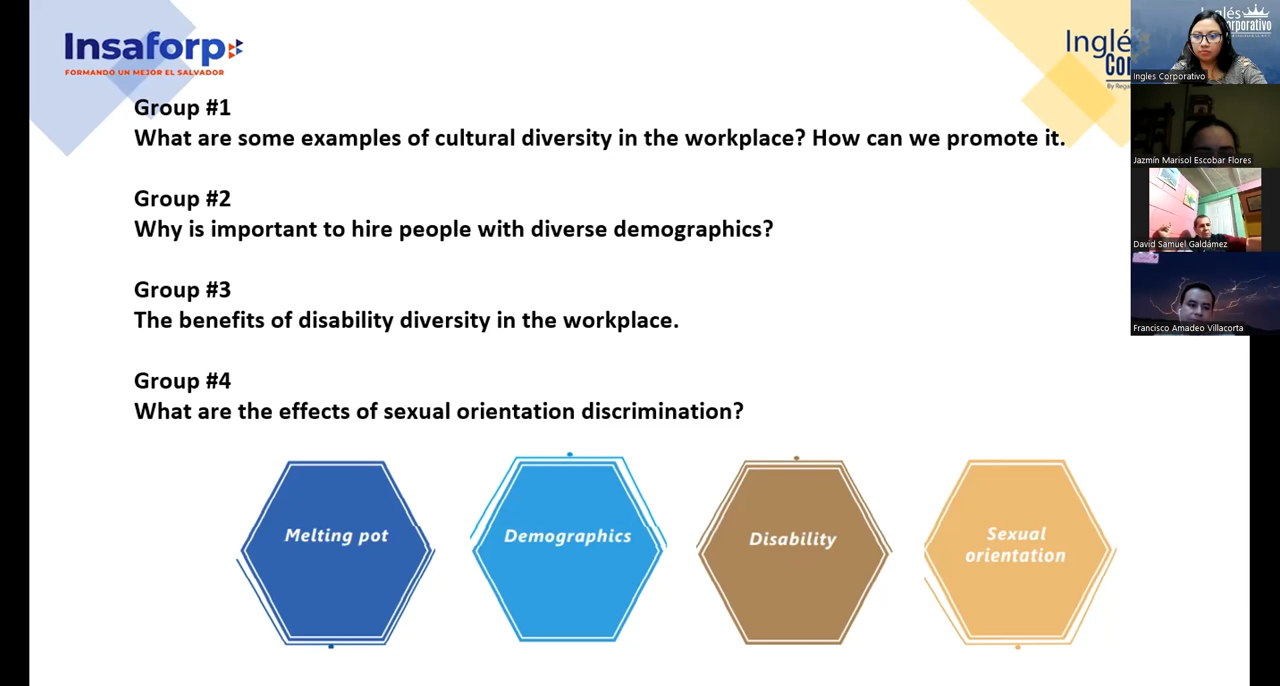 Insaforp
FORMANDO UN MEJOR EL SALVADOR
Group #1
What are some examples of cultural diversity in the workplace? How can we promote it.
Group #2
Why is important to hire people with diverse demographics?
Group #3
The benefits of disability diversity in the workplace.
Group #4
What are the effects of sexual orientation discrimination?
Melting pot
Demographics
Disability
Sexual
orientation
Inglé
By Rega
Ingles Corporativo
Jazmín Marisol Escobar Flores
David Samuel Galdámez
Francisco Amadeo Villacorta